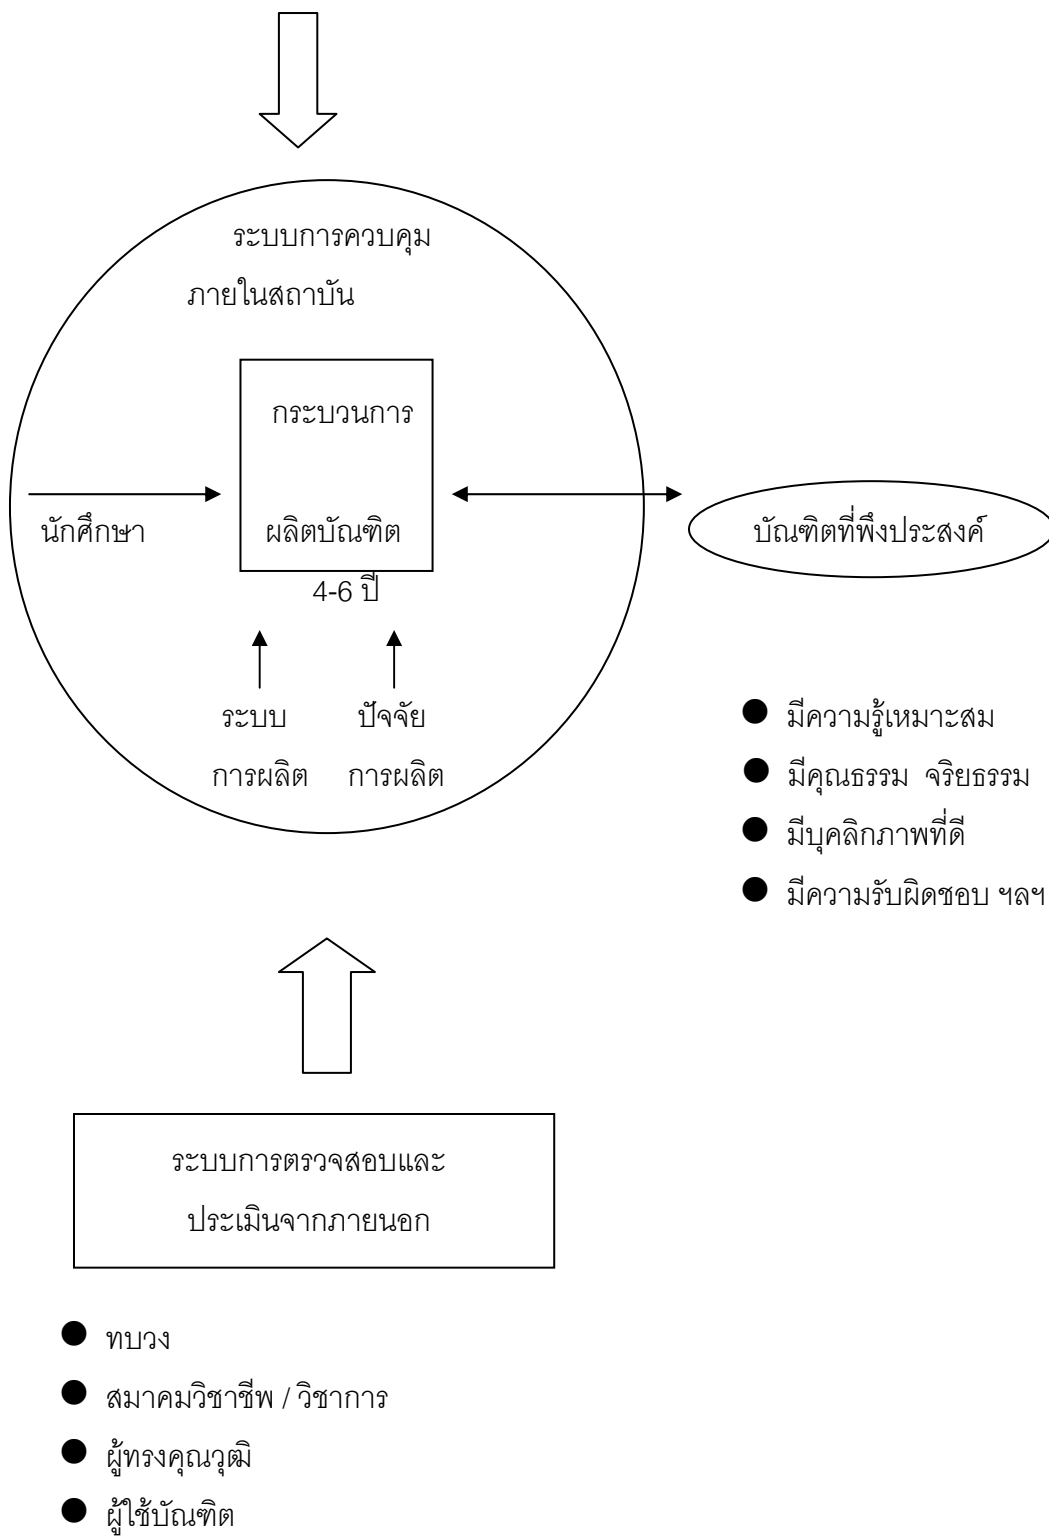 ระบบการควบคุม
ภายในสถาบัน
กระบวนการ
นักศึกษา
ผลิตบัณฑิต
บัณฑิตที่พึงประสงค์
4-6 ปี
ระบบ
การผลิต
ปัจจัย
การผลิต
● มีความรู้เหมาะสม
● มีคุณธรรม จริยธรรม
● มีบุคลิกภาพที่ดี
● มีความรับผิดชอบ ฯลฯ
ระบบการตรวจสอบและ
ประเมินจากภายนอก
● ทบวง
● สมาคมวิชาชีพ / วิชาการ
● ผู้ทรงคุณวุฒิ
● ผู้ใช้บัณฑิต